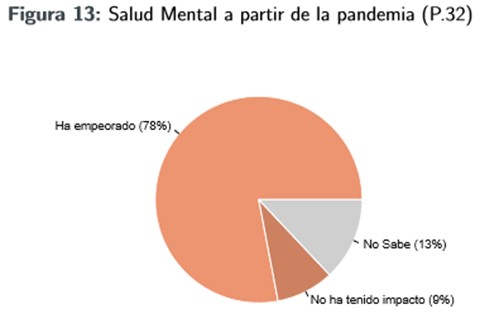 Figura 13: Salud Mental a partir de la pandemia (P.32)
Ha empeorado (78%)
No Sabe (13%)
No ha tenido impacto (9%)